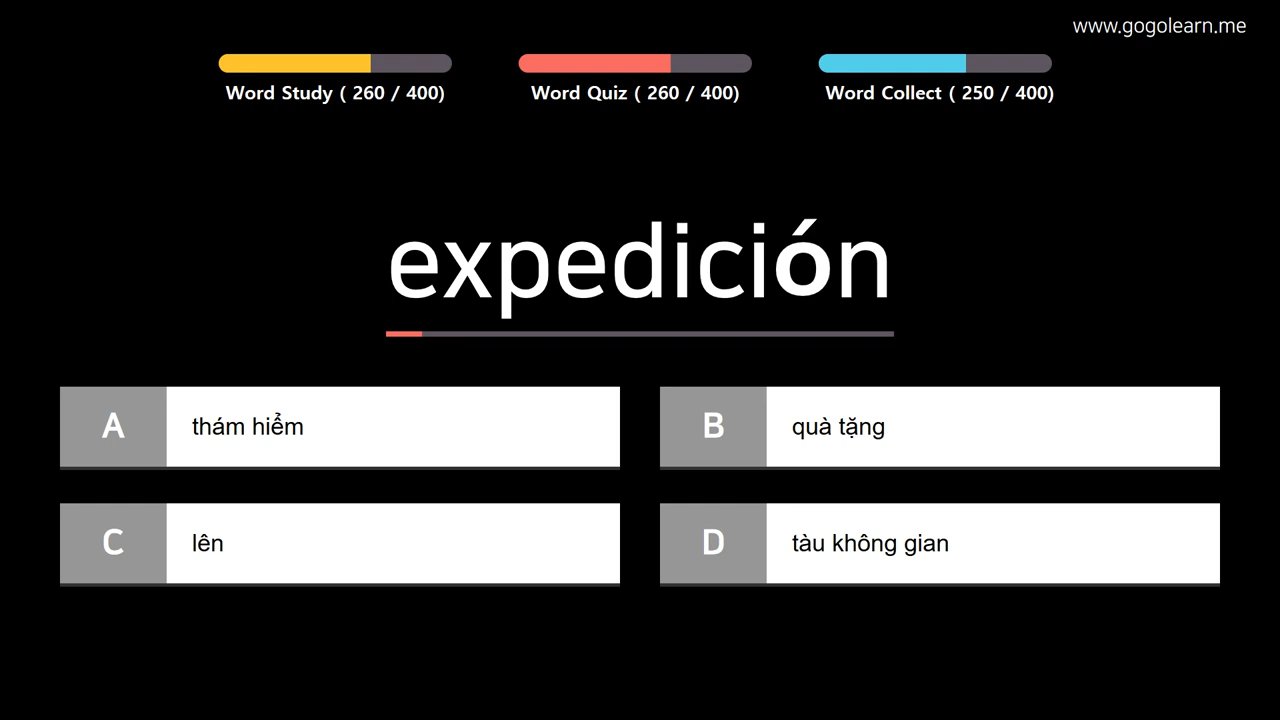 www.gogolearn.me
Word Study ( 260 / 400)
Word Quiz ( 260 / 400)
Word Collect ( 250 / 400)
expedición
A thám hiểm
B quà tặng
C lên
D tàu không gian